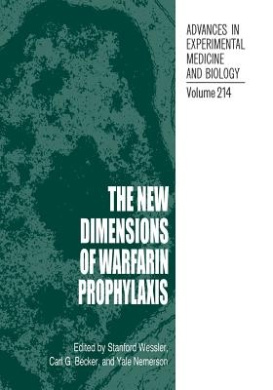 ADVANCES IN
EXPERIMENTAL
MEDICINE
AND BIOLOGY
Volume 214
THE NEW
DIMENSIONS
OF WARFARIN
PROPHYLAXIS
Edited by Stanford Wessler,
Carl G. Becker, and Yale Nemerson